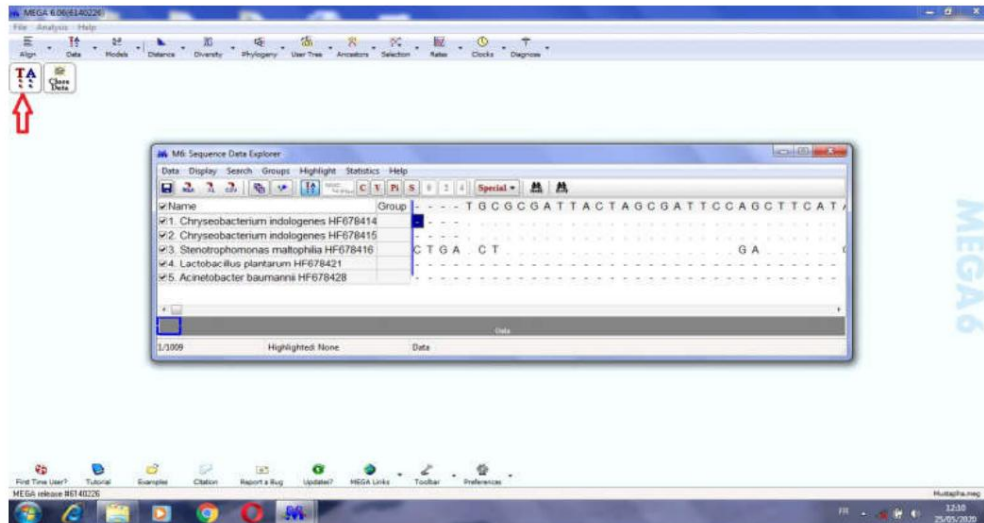 MEGA 6.06(6140226)
File Analysis Help
Align Data Models Distance Diversity Phylogeny User Tree Ancestors Selection Rates Clocks Diagnose
TA
Close Data
M6: Sequence Data Explorer
Data Display Search Groups Highlight Statistics Help
C V Pi S 0 2 4 Special
Name Group - - - - T G C G C G A T T A C T A G C G A T T C C A G C T T C A T A
1. Chryseobacterium indologenes HF678414 - - - -
2. Chryseobacterium indologenes HF678415 - - - -
3. Stenotrophomonas maltophilia HF678416 C T G A . C T G A
4. Lactobacillus plantarum HF678421
5. Acinetobacter baumannii HF678428
Data
1/1009 Highlighted: None Data
MEGA6
First Time User? Tutorial Examples Citation Report a Bug Updates? MEGA Links Toolbar Preferences
MEGA release #6140226 Mustapha.meg
FR 12:10
25/05/2020